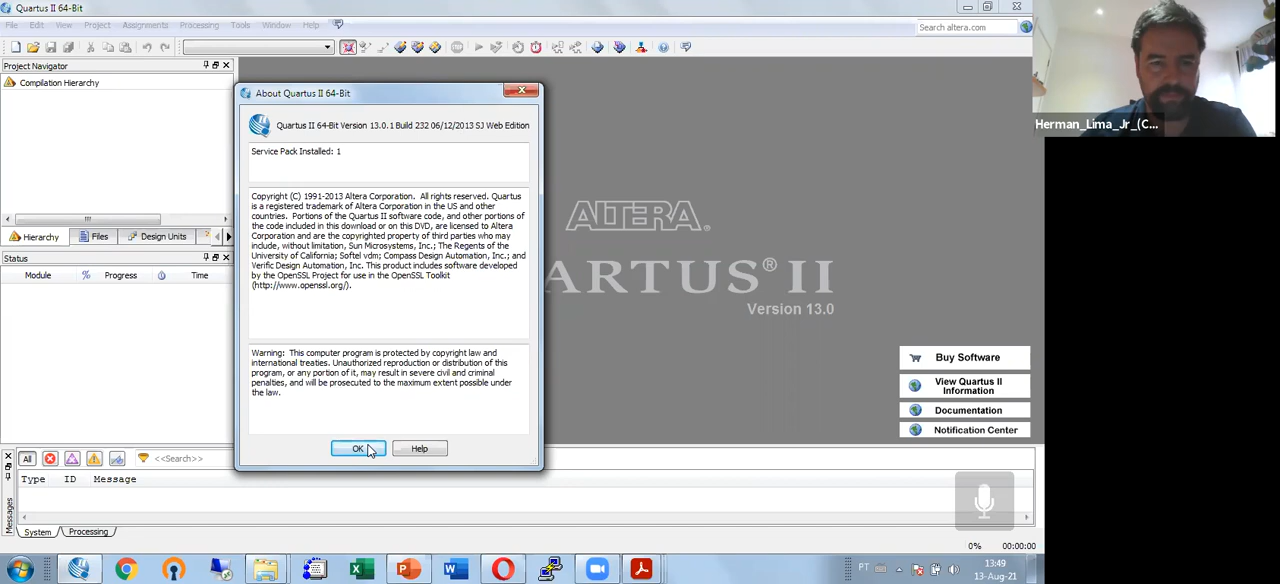 Quartus II 64-Bit
File Edit View Project Assignments Processing Tools Window Help
Search altera.com
Project Navigator
Compilation Hierarchy
Hierarchy Files Design Units
Status
Module % Progress Time
About Quartus II 64-Bit
Quartus II 64-Bit Version 13.0.1 Build 232 06/12/2013 SJ Web Edition
Service Pack Installed: 1
Copyright (C) 1991-2013 Altera Corporation. All rights reserved. Quartus
is a registered trademark of Altera Corporation in the US and other
countries. Portions of the Quartus II software code, and other portions of
the code included in this download or on this DVD, are licensed to Altera
Corporation and are the copyrighted property of third parties who may
include, without limitation, Sun Microsystems, Inc.; The Regents of the
University of California; Softel vdm; Compass Design Automation, Inc.; and
Verific Design Automation, Inc. This product includes software developed
by the OpenSSL Project for use in the OpenSSL Toolkit
(http://www.openssl.org/).
Warning: This computer program is protected by copyright law and
international treaties. Unauthorized reproduction or distribution of this
program, or any portion of it, may result in severe civil and criminal
penalties, and will be prosecuted to the maximum extent possible under
the law.
OK Help
ALTERA®
ARTUS® II
Version 13.0
Buy Software
View Quartus II
Information
Documentation
Notification Center
Herman_Lima_Jr_(C...
All <<Search>>
Type ID Message
Messages
System Processing
0% 00:00:00
PT 13:49
13-Aug-21